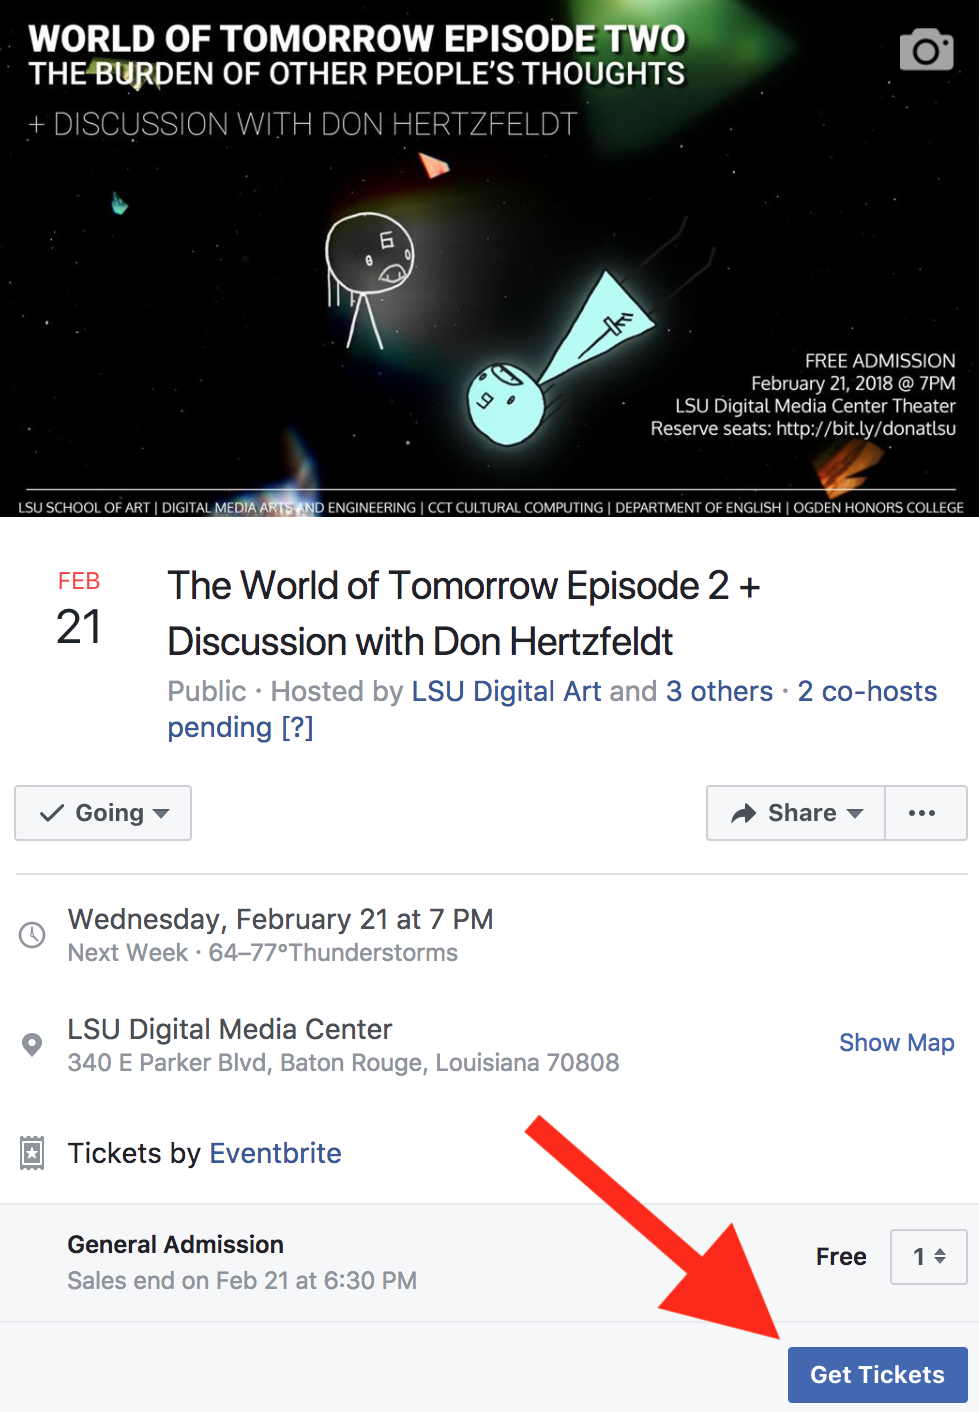 WORLD OF TOMORROW EPISODE TWO
THE BURDEN OF OTHER PEOPLE'S THOUGHTS
+ DISCUSSION WITH DON HERTZFELDT
6
9
FREE ADMISSION
February 21, 2018 @ 7PM
LSU Digital Media Center Theater
Reserve seats: http://bit.ly/donatlsu
LSU SCHOOL OF ART | DIGITAL MEDIA ARTS AND ENGINEERING | CCT CULTURAL COMPUTING | DEPARTMENT OF ENGLISH | OGDEN HONORS COLLEGE
FEB
21
The World of Tomorrow Episode 2 +
Discussion with Don Hertzfeldt
Public · Hosted by LSU Digital Art and 3 others · 2 co-hosts
pending [?]
Going
Share
Wednesday, February 21 at 7 PM
Next Week · 64–77°Thunderstorms
LSU Digital Media Center
340 E Parker Blvd, Baton Rouge, Louisiana 70808
Show Map
Tickets by Eventbrite
General Admission
Sales end on Feb 21 at 6:30 PM
Free
1
Get Tickets